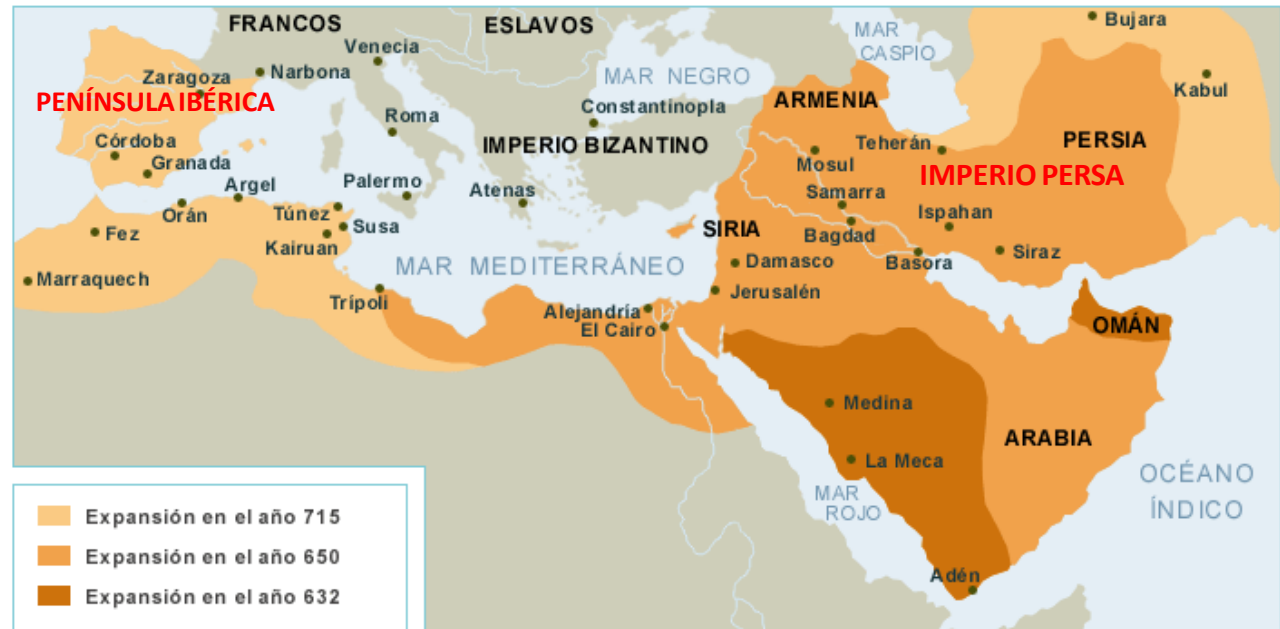 FRANCOS
ESLAVOS
MAR
CASPIO
Bujara
Venecia
Zaragoza
Narbona
MAR NEGRO
Kabul
PENÍNSULA IBÉRICA
ARMENIA
Constantinopla
Roma
Córdoba
IMPERIO BIZANTINO
Teherán
PERSIA
Granada
Mosul
IMPERIO PERSA
Argel
Palermo
Atenas
Samarra
Orán
Túnez
Ispahan
Fez
Susa
SIRIA
Bagdad
Kairuan
Siraz
MAR MEDITERRÁNEO
Damasco
Basora
Marraquech
Jerusalén
Trípoli
Alejandría
El Cairo
OMÁN
Medina
ARABIA
La Meca
OCÉANO
ÍNDICO
MAR
ROJO
Adén
Expansión en el año 715
Expansión en el año 650
Expansión en el año 632